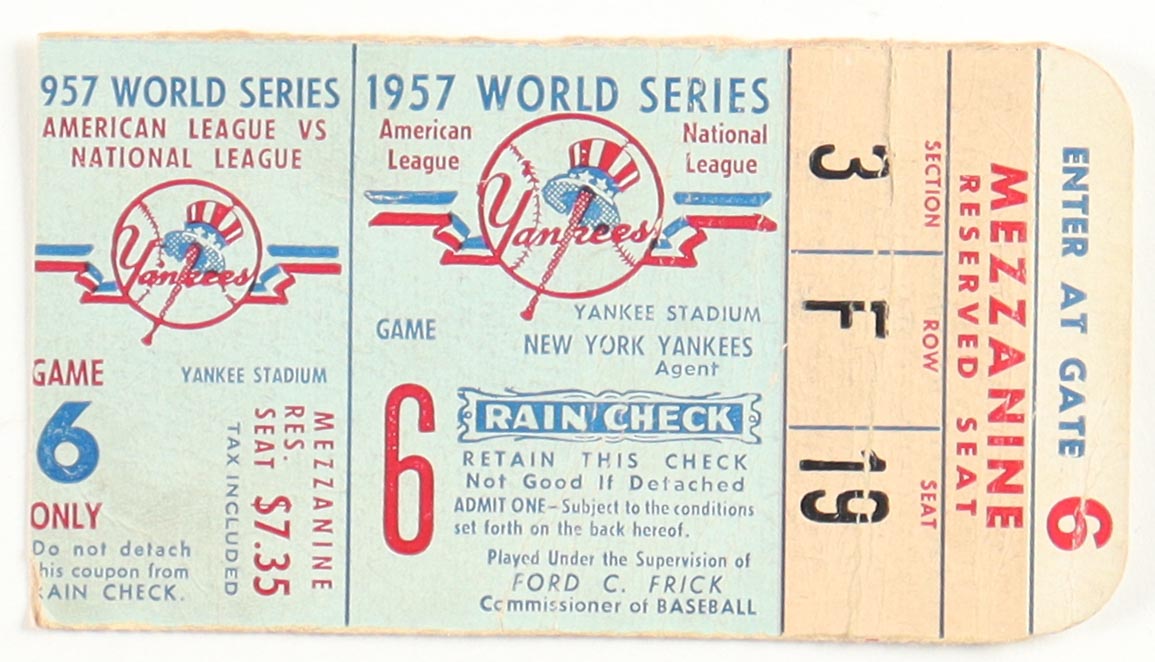 957 WORLD SERIES
AMERICAN LEAGUE VS
NATIONAL LEAGUE
Yankees
GAME
6
ONLY
YANKEE STADIUM
MEZZANINE
RES.
SEAT $7.35
TAX INCLUDED
Do not detach
his coupon from
AIN CHECK.
1957 WORLD SERIES
American
League
National
League
Yankees
GAME
6
YANKEE STADIUM
NEW YORK YANKEES
Agent
RAIN CHECK
RETAIN THIS CHECK
Not Good If Detached
ADMIT ONE–Subject to the conditions
set forth on the back hereof.
Played Under the Supervision of
FORD C. FRICK
Commissioner of BASEBALL
3 F 19
SECTION ROW SEAT
MEZZANINE
RESERVED SEAT
ENTER AT GATE 6